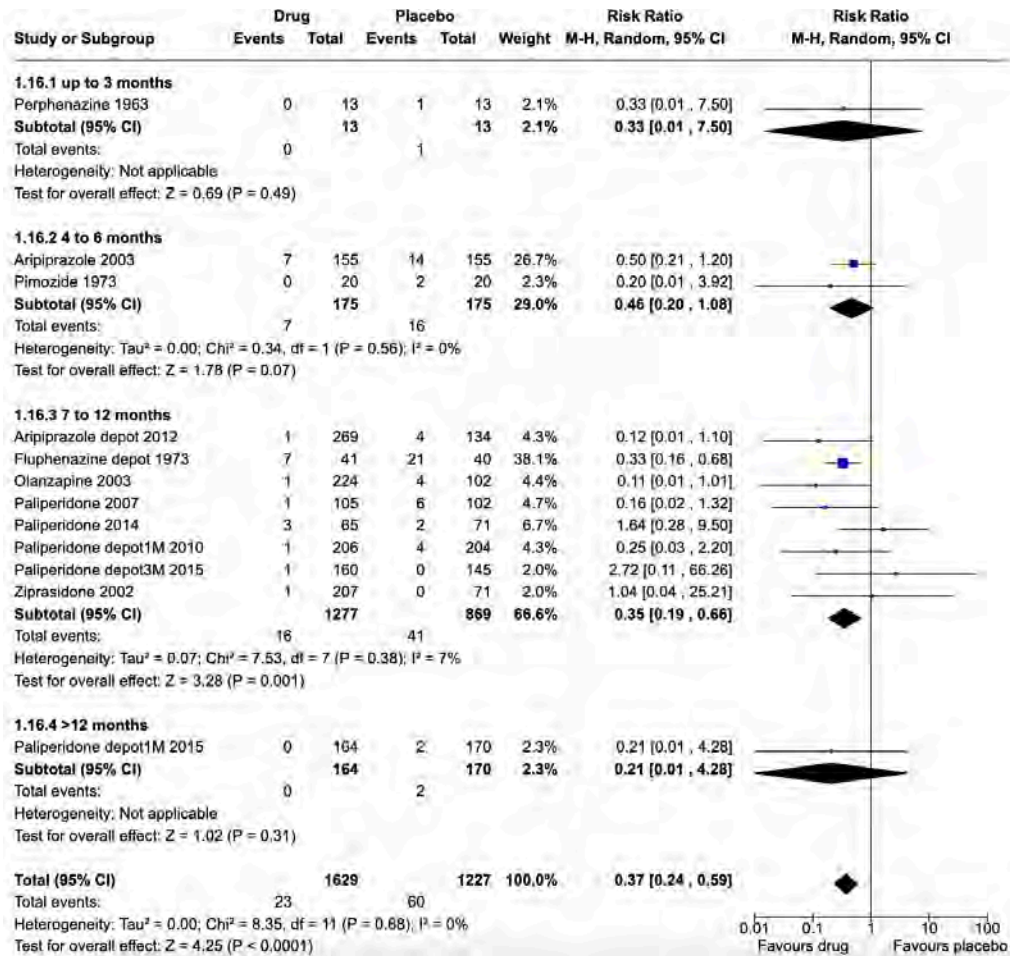 Drug Placebo Risk Ratio Risk Ratio
Study or Subgroup Events Total Events Total Weight M-H, Random, 95% CI M-H, Random, 95% CI
1.16.1 up to 3 months
Perphenazine 1963 0 13 1 13 2.1% 0.33 [0.01 , 7.50]
Subtotal (95% CI) 13 13 2.1% 0.33 [0.01 , 7.50]
Total events: 0 1
Heterogeneity: Not applicable
Test for overall effect: Z = 0.69 (P = 0.49)
1.16.2 4 to 6 months
Aripiprazole 2003 7 155 14 155 26.7% 0.50 [0.21 , 1.20]
Pimozide 1973 0 20 2 20 2.3% 0.20 [0.01 , 3.92]
Subtotal (95% CI) 175 175 29.0% 0.46 [0.20 , 1.08]
Total events: 7 16
Heterogeneity: Tau² = 0.00; Chi² = 0.34, df = 1 (P = 0.56); I² = 0%
Test for overall effect: Z = 1.78 (P = 0.07)
1.16.3 7 to 12 months
Aripiprazole depot 2012 1 269 4 134 4.3% 0.12 [0.01 , 1.10]
Fluphenazine depot 1973 7 41 21 40 38.1% 0.33 [0.16 , 0.68]
Olanzapine 2003 1 224 4 102 4.4% 0.11 [0.01 , 1.01]
Paliperidone 2007 1 105 6 102 4.7% 0.16 [0.02 , 1.32]
Paliperidone 2014 3 65 2 71 6.7% 1.64 [0.28 , 9.50]
Paliperidone depot1M 2010 1 206 4 204 4.3% 0.25 [0.03 , 2.20]
Paliperidone depot3M 2015 1 160 0 145 2.0% 2.72 [0.11 , 66.26]
Ziprasidone 2002 1 207 0 71 2.0% 1.04 [0.04 , 25.21]
Subtotal (95% CI) 1277 869 66.6% 0.35 [0.19 , 0.66]
Total events: 16 41
Heterogeneity: Tau² = 0.07; Chi² = 7.53, df = 7 (P = 0.38); I² = 7%
Test for overall effect: Z = 3.28 (P = 0.001)
1.16.4 >12 months
Paliperidone depot1M 2015 0 164 2 170 2.3% 0.21 [0.01 , 4.28]
Subtotal (95% CI) 164 170 2.3% 0.21 [0.01 , 4.28]
Total events: 0 2
Heterogeneity: Not applicable
Test for overall effect: Z = 1.02 (P = 0.31)
Total (95% CI) 1629 1227 100.0% 0.37 [0.24 , 0.59]
Total events: 23 60
Heterogeneity: Tau² = 0.00; Chi² = 8.35, df = 11 (P = 0.68); I² = 0%
Test for overall effect: Z = 4.25 (P < 0.0001)
0.01 0.1 1 10 100
Favours drug Favours placebo